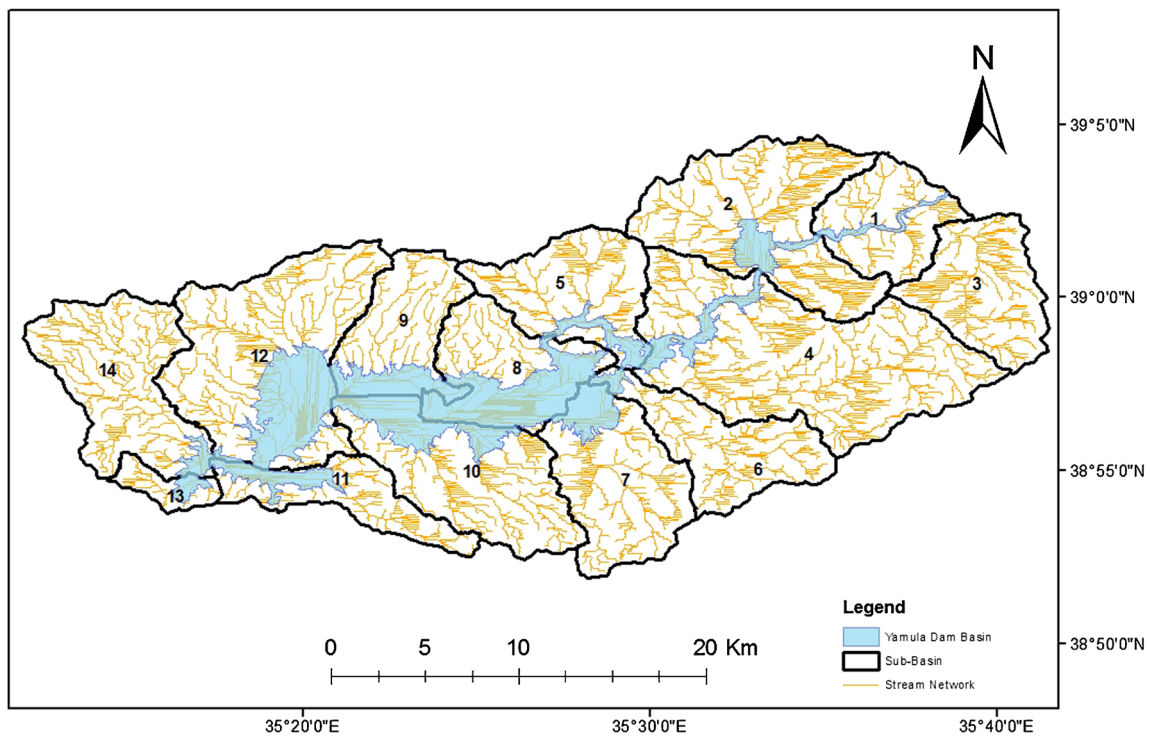 N
39°5'0"N
2
1
3
5
39°0'0"N
9
12
4
8
14
10
6
38°55'0"N
11
7
13
Legend
Yamula Dam Basin
0 5 10 20 Km
38°50'0"N
Sub-Basin
Stream Network
35°20'0"E 35°30'0"E 35°40'0"E